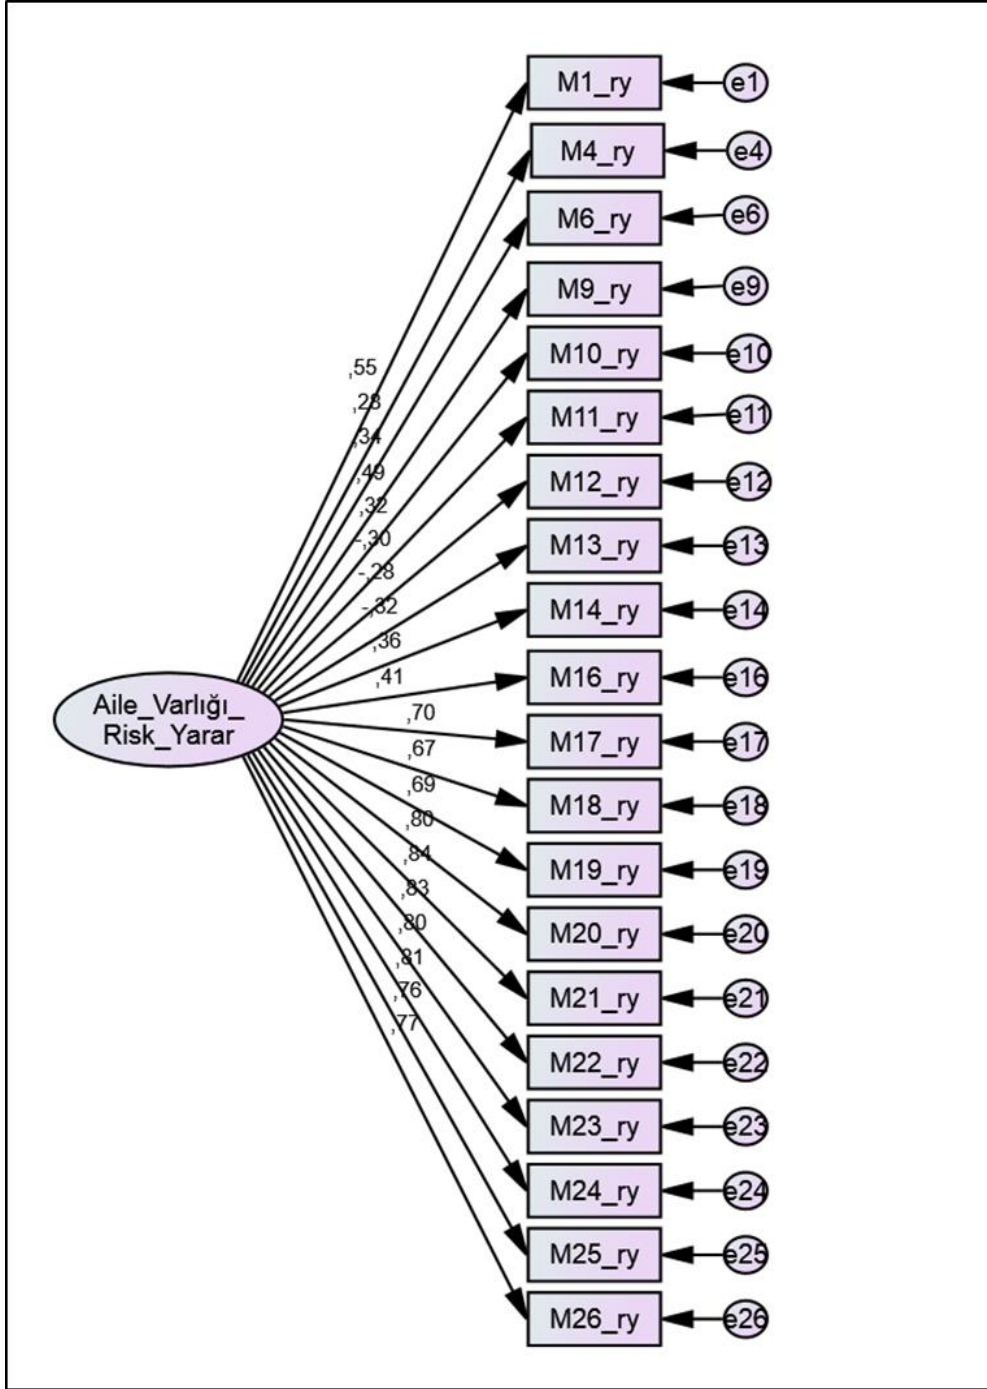 M1_ry e1
M4_ry e4
M6_ry e6
M9_ry e9
M10_ry e10
M11_ry e11
M12_ry e12
M13_ry e13
M14_ry e14
M16_ry e16
M17_ry e17
M18_ry e18
M19_ry e19
M20_ry e20
M21_ry e21
M22_ry e22
M23_ry e23
M24_ry e24
M25_ry e25
M26_ry e26
,55
,28
,34
,49
,32
-,30
-,28
-,32
,36
,41
,70
,67
,69
,80
,84
,83
,80
,81
,76
,77
Aile_Varlığı_
Risk_Yarar